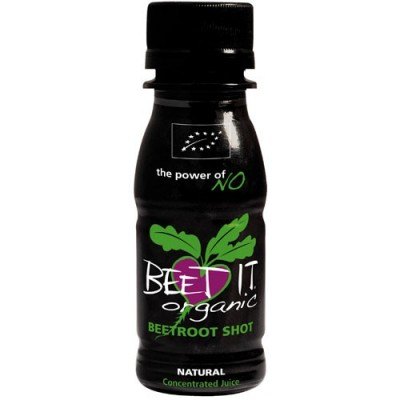 the power of
NO
BEET IT.
organic
BEETROOT SHOT
NATURAL
Concentrated Juice